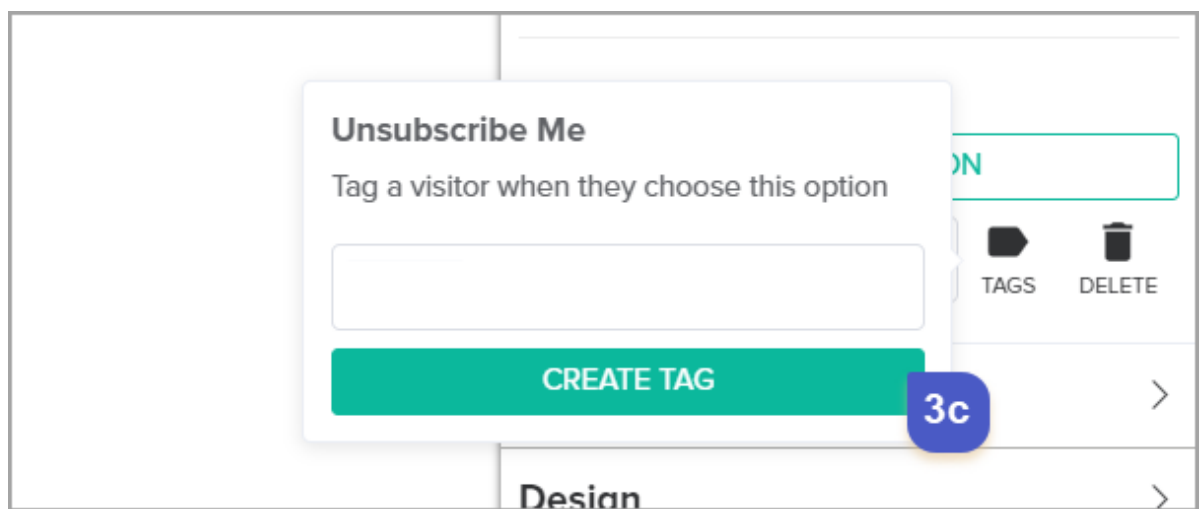 Unsubscribe Me
Tag a visitor when they choose this option
ON
TAGS
DELETE
CREATE TAG
3c
Design